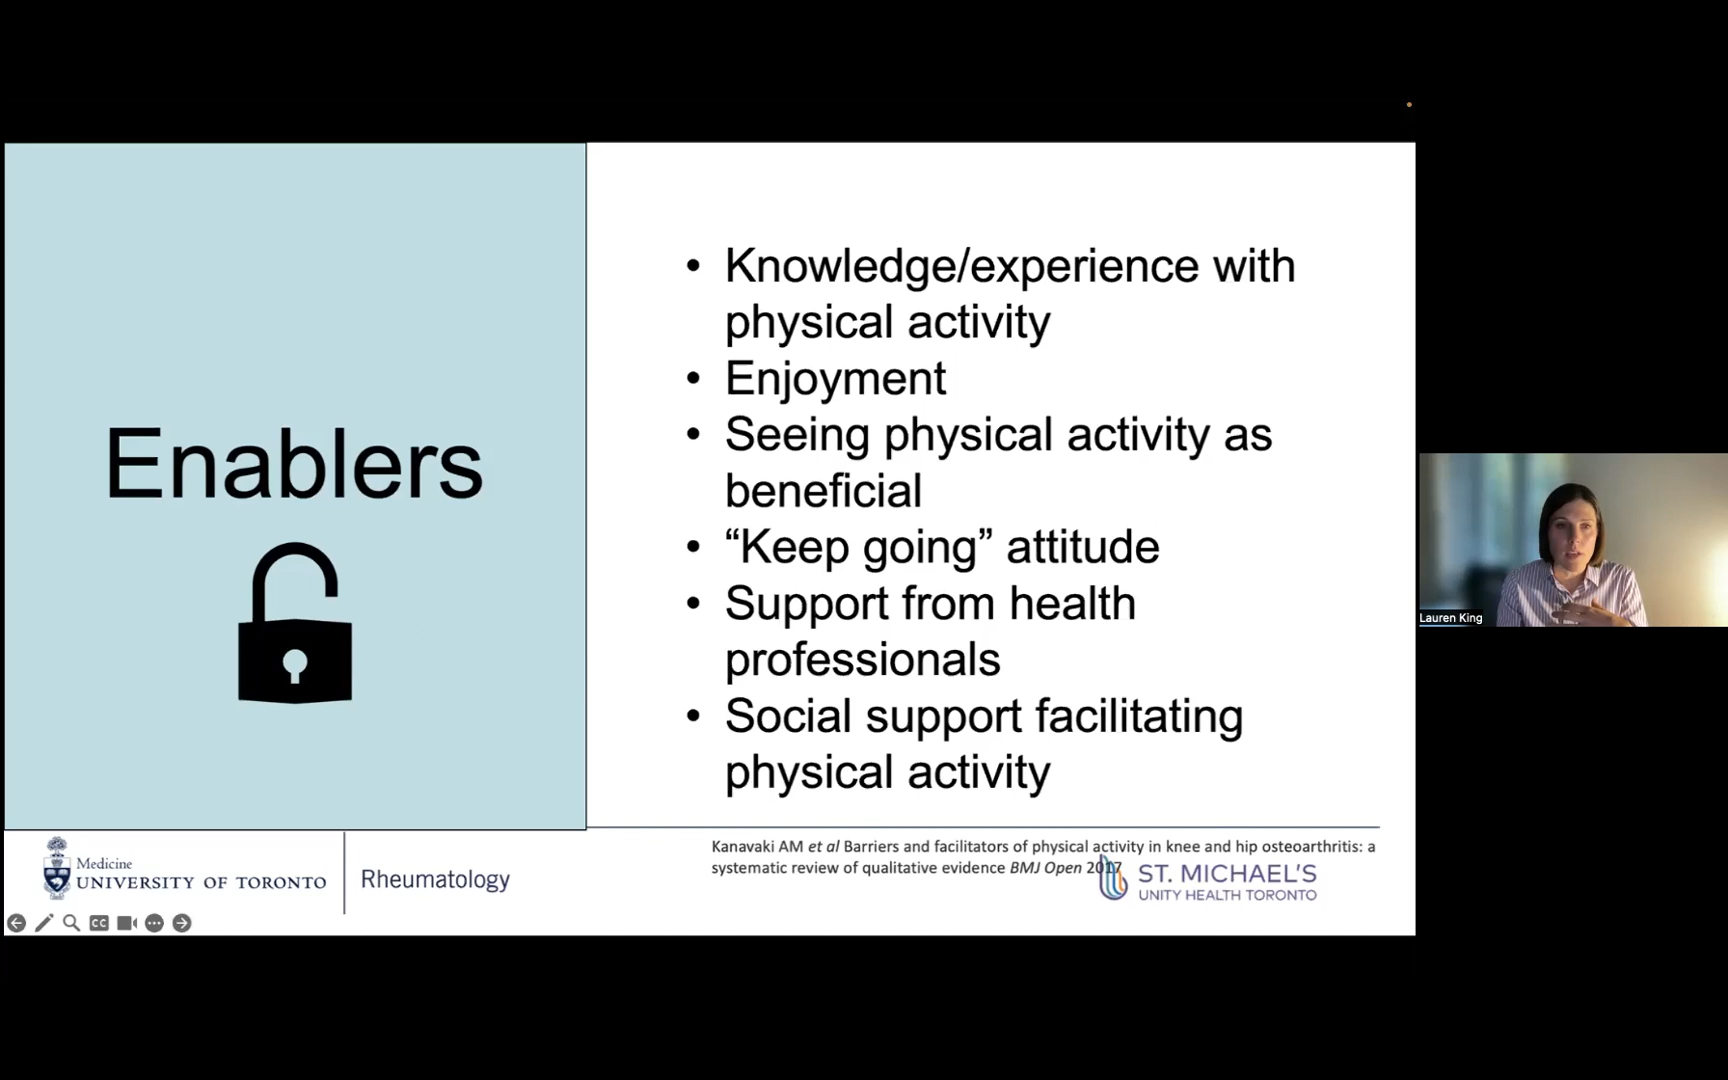 Enablers
• Knowledge/experience with
physical activity
• Enjoyment
• Seeing physical activity as
beneficial
• “Keep going” attitude
• Support from health
professionals
• Social support facilitating
physical activity
Lauren King
Medicine
UNIVERSITY OF TORONTO
Rheumatology
Kanavaki AM et al Barriers and facilitators of physical activity in knee and hip osteoarthritis: a
systematic review of qualitative evidence BMJ Open 2017
ST. MICHAEL'S
UNITY HEALTH TORONTO
CC